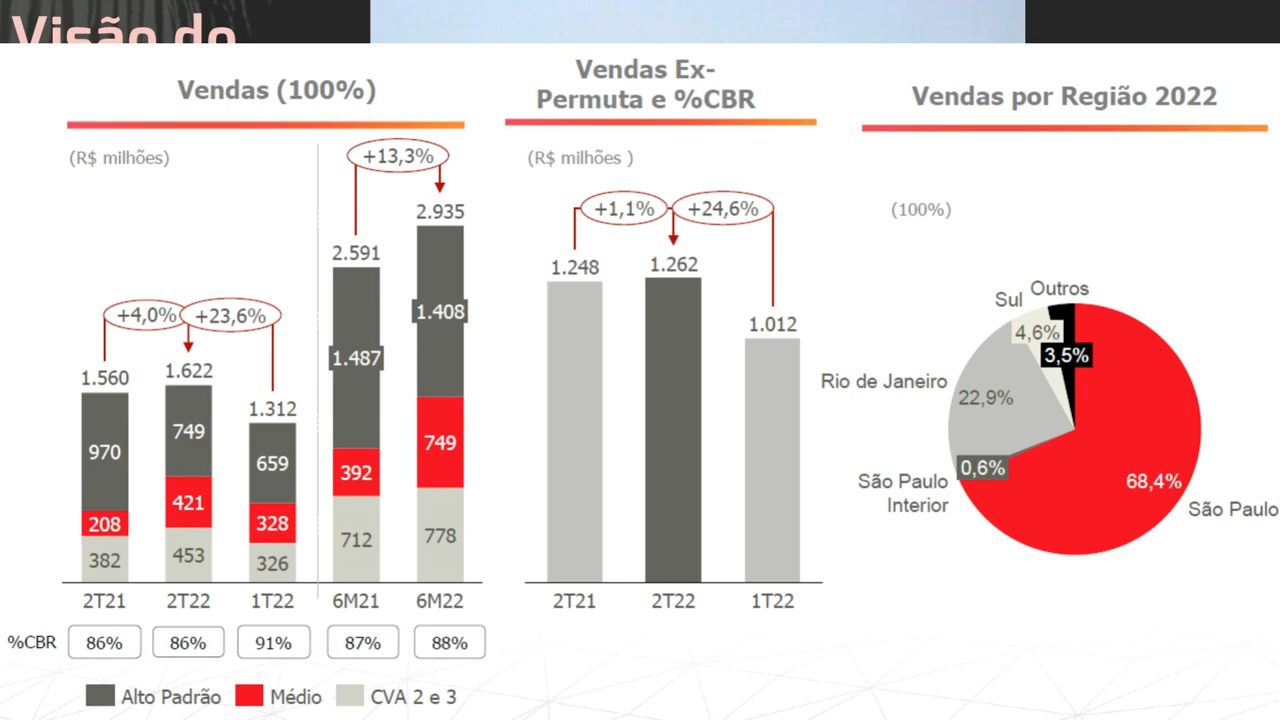 Visão do
Vendas (100%)
(R$ milhões)
+13,3%
2.935
2.591
1.408
1.487
+4,0%
+23,6%
1.560
1.622
1.312
970
749
659
749
208
421
328
392
382
453
326
712
778
2T21
2T22
1T22
6M21
6M22
%CBR
86%
86%
91%
87%
88%
Alto Padrão
Médio
CVA 2 e 3
Vendas Ex-
Permuta e %CBR
(R$ milhões )
+1,1%
+24,6%
1.248
1.262
1.012
2T21
2T22
1T22
Vendas por Região 2022
(100%)
Outros
Sul
4,6%
3,5%
Rio de Janeiro
22,9%
0,6%
São Paulo
Interior
68,4%
São Paulo